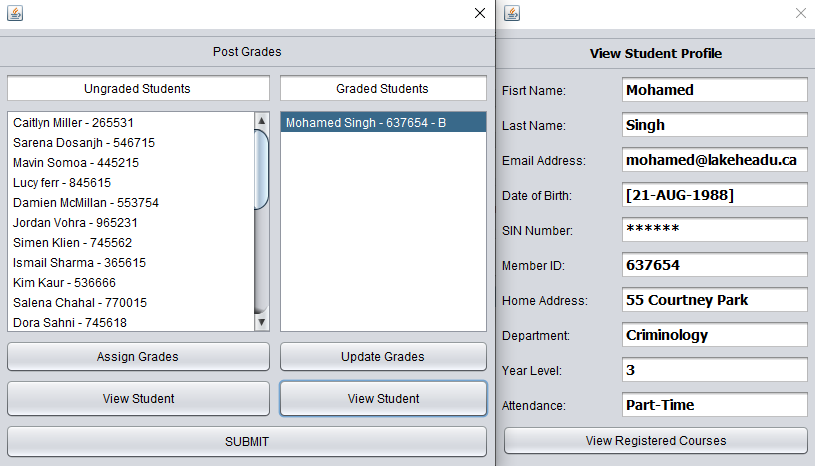 Post Grades
Ungraded Students
Graded Students
Caitlyn Miller - 265531
Sarena Dosanjh - 546715
Mavin Somoa - 445215
Lucy ferr - 845615
Damien McMillan - 553754
Jordan Vohra - 965231
Simen Klien - 745562
Ismail Sharma - 365615
Kim Kaur - 536666
Salena Chahal - 770015
Dora Sahni - 745618
Mohamed Singh - 637654 - B
Assign Grades
Update Grades
View Student
View Student
SUBMIT
View Student Profile
Fisrt Name: Mohamed
Last Name: Singh
Email Address: mohamed@lakeheadu.ca
Date of Birth: [21-AUG-1988]
SIN Number: ******
Member ID: 637654
Home Address: 55 Courtney Park
Department: Criminology
Year Level: 3
Attendance: Part-Time
View Registered Courses